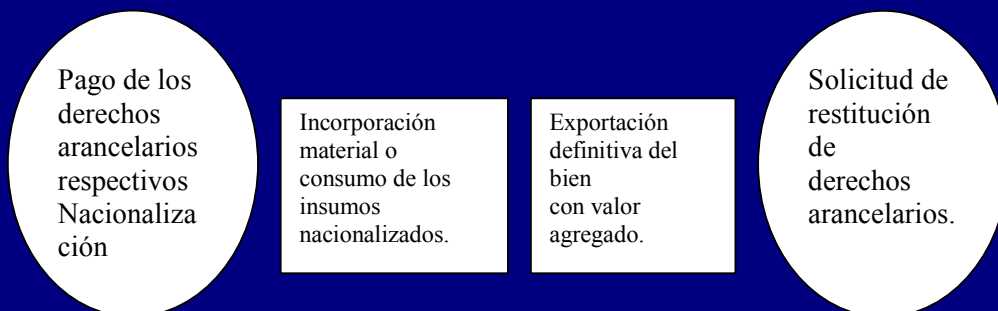 Pago de los
derechos
arancelarios
respectivos
Nacionaliza
ción
Incorporación
material o
consumo de los
insumos
nacionalizados.
Exportación
definitiva del
bien
con valor
agregado.
Solicitud de
restitución
de
derechos
arancelarios.